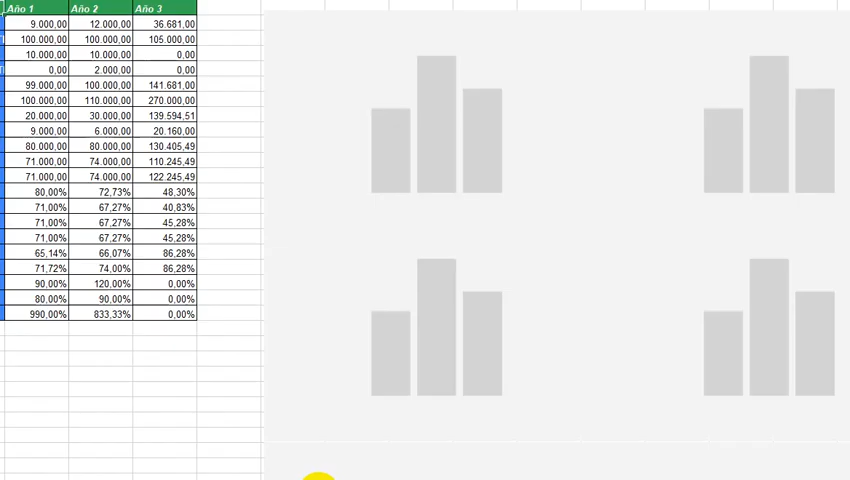 Año 1 Año 2 Año 3
9.000,00 12.000,00 36.681,00
100.000,00 100.000,00 105.000,00
10.000,00 10.000,00 0,00
0,00 2.000,00 0,00
99.000,00 100.000,00 141.681,00
100.000,00 110.000,00 270.000,00
20.000,00 30.000,00 139.594,51
9.000,00 6.000,00 20.160,00
80.000,00 80.000,00 130.405,49
71.000,00 74.000,00 110.245,49
71.000,00 74.000,00 122.245,49
80,00% 72,73% 48,30%
71,00% 67,27% 40,83%
71,00% 67,27% 45,28%
71,00% 67,27% 45,28%
65,14% 66,07% 86,28%
71,72% 74,00% 86,28%
90,00% 120,00% 0,00%
80,00% 90,00% 0,00%
990,00% 833,33% 0,00%